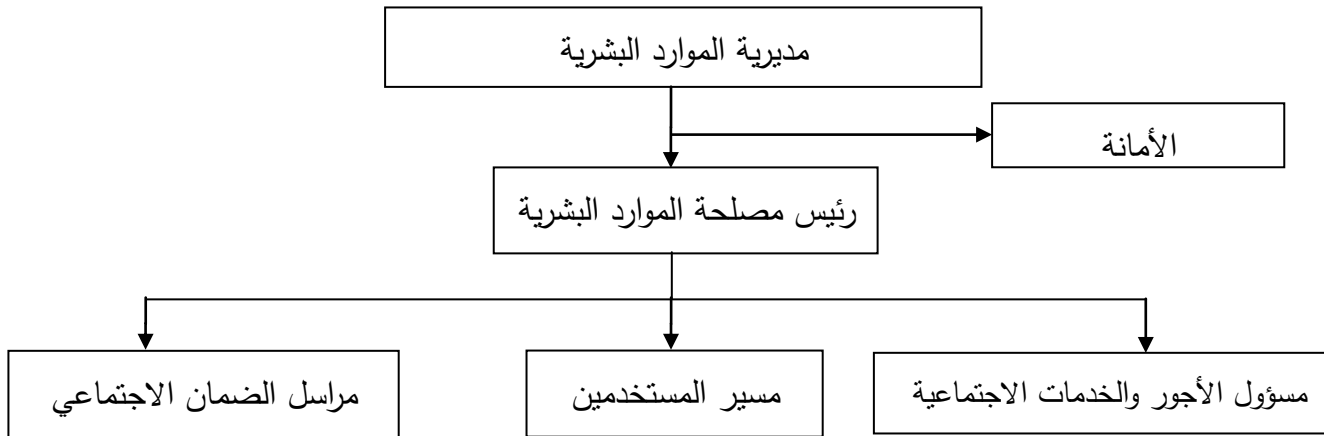 مديرية الموارد البشرية
الأمانة
رئيس مصلحة الموارد البشرية
مسؤول الأجور والخدمات الاجتماعية
مسير المستخدمين
مراسل الضمان الاجتماعي